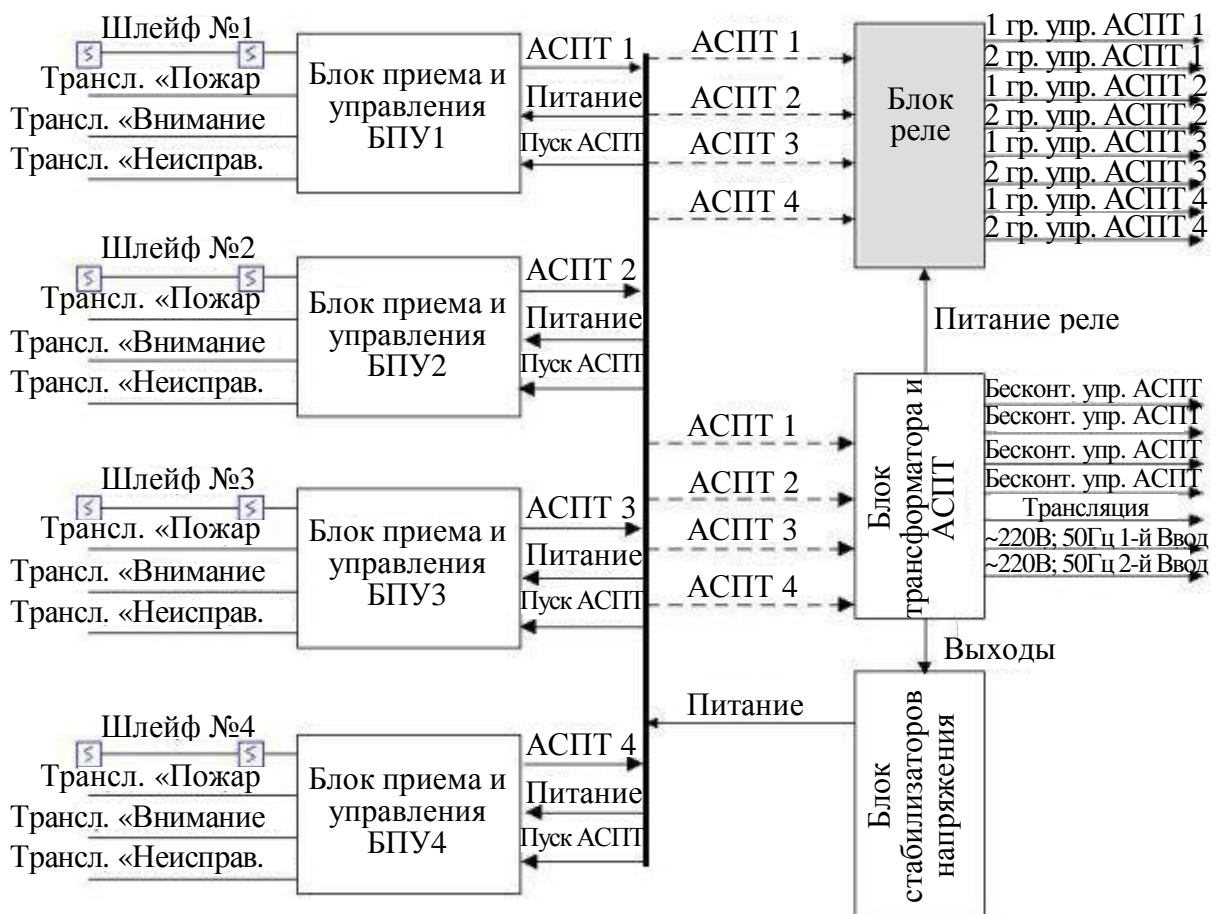 Шлейф №1
Трансл. «Пожар
Трансл. «Внимание
Трансл. «Неисправ.
Блок приема и
управления
БПУ1
АСПТ 1
Питание
Пуск АСПТ
Шлейф №2
Трансл. «Пожар
Трансл. «Внимание
Трансл. «Неисправ.
Блок приема и
управления
БПУ2
АСПТ 2
Питание
Пуск АСПТ
Шлейф №3
Трансл. «Пожар
Трансл. «Внимание
Трансл. «Неисправ.
Блок приема и
управления
БПУ3
АСПТ 3
Питание
Пуск АСПТ
Шлейф №4
Трансл. «Пожар
Трансл. «Внимание
Трансл. «Неисправ.
Блок приема и
управления
БПУ4
АСПТ 4
Питание
Пуск АСПТ
АСПТ 1
АСПТ 2
АСПТ 3
АСПТ 4
Блок
реле
1 гр. упр. АСПТ 1
2 гр. упр. АСПТ 1
1 гр. упр. АСПТ 2
2 гр. упр. АСПТ 2
1 гр. упр. АСПТ 3
2 гр. упр. АСПТ 3
1 гр. упр. АСПТ 4
2 гр. упр. АСПТ 4
Питание реле
АСПТ 1
АСПТ 2
АСПТ 3
АСПТ 4
Блок
трансформатора и
АСПТ
Бесконт. упр. АСПТ
Бесконт. упр. АСПТ
Бесконт. упр. АСПТ
Бесконт. упр. АСПТ
Трансляция
~220В; 50Гц 1-й Ввод
~220В; 50Гц 2-й Ввод
Выходы
Питание
Блок
стабилизаторов
напряжения